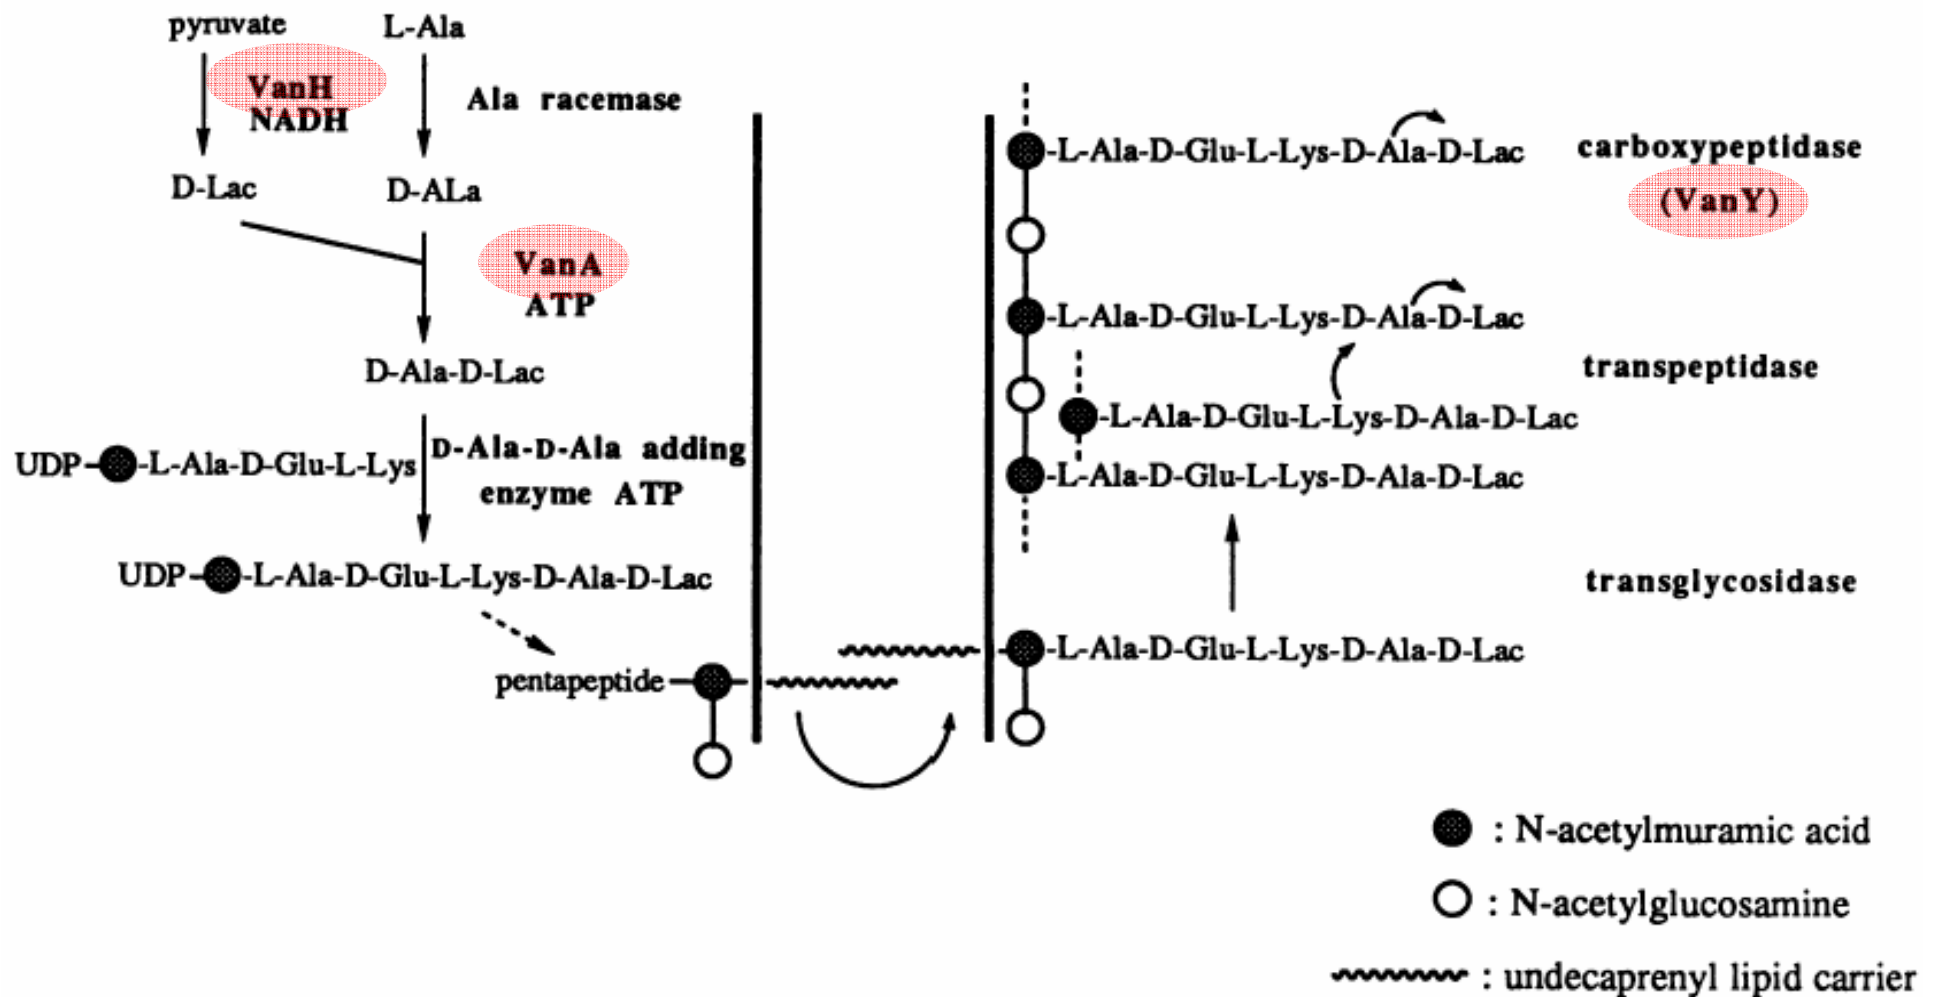 pyruvate
L-Ala
VanH
NADH
Ala racemase
D-Lac
D-ALa
VanA
ATP
D-Ala-D-Lac
UDP-L-Ala-D-Glu-L-Lys
D-Ala-D-Ala adding
enzyme ATP
UDP-L-Ala-D-Glu-L-Lys-D-Ala-D-Lac
pentapeptide
-L-Ala-D-Glu-L-Lys-D-Ala-D-Lac
carboxypeptidase
(VanY)
-L-Ala-D-Glu-L-Lys-D-Ala-D-Lac
transpeptidase
-L-Ala-D-Glu-L-Lys-D-Ala-D-Lac
-L-Ala-D-Glu-L-Lys-D-Ala-D-Lac
transglycosidase
-L-Ala-D-Glu-L-Lys-D-Ala-D-Lac
: N-acetylmuramic acid
: N-acetylglucosamine
: undecaprenyl lipid carrier